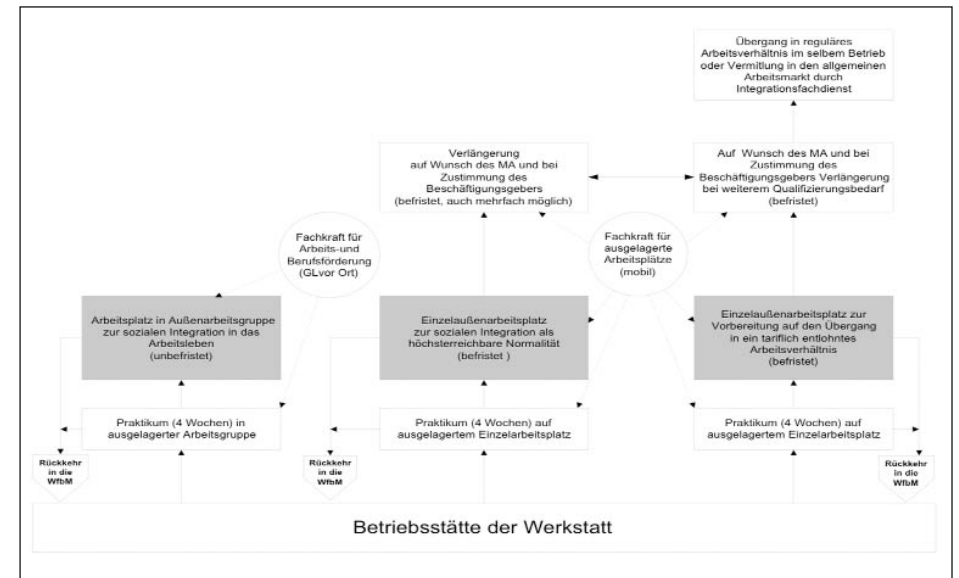 Übergang in reguläres
Arbeitsverhältnis im selbem Betrieb
oder Vermitlung in den allgemeinen
Arbeitsmarkt durch
Integrationsfachdienst
Verlängerung
auf Wunsch des MA und bei
Zustimmung des
Beschäftigungsgebers
(befristet, auch mehrfach möglich)
Auf Wunsch des MA und bei
Zustimmung des
Beschäftigungsgebers Verlängerung
bei weiterem Qualifizierungsbedarf
(befristet)
Fachkraft für
Arbeits-und
Berufsförderung
(GLvor Ort)
Fachkraft für
ausgelagerte
Arbeitsplätze
(mobil)
Arbeitsplatz in Außenarbeitsgruppe
zur sozialen Integration in das
Arbeitsleben
(unbefristet)
Einzelaußenarbeitsplatz
zur sozialen Integration als
höchsterreichbare Normalität
(befristet )
Einzelaußenarbeitsplatz zur
Vorbereitung auf den Übergang
in ein tariflich entlohntes
Arbeitsverhältnis
(befristet)
Praktikum (4 Wochen) in
ausgelagerter Arbeitsgruppe
Praktikum (4 Wochen) auf
ausgelagertem Einzelarbeitsplatz
Praktikum (4 Wochen) auf
ausgelagertem Einzelarbeitsplatz
Rückkehr
in die
WfbM
Rückkehr
in die
WfbM
Rückkehr
in die
WfbM
Betriebsstätte der Werkstatt